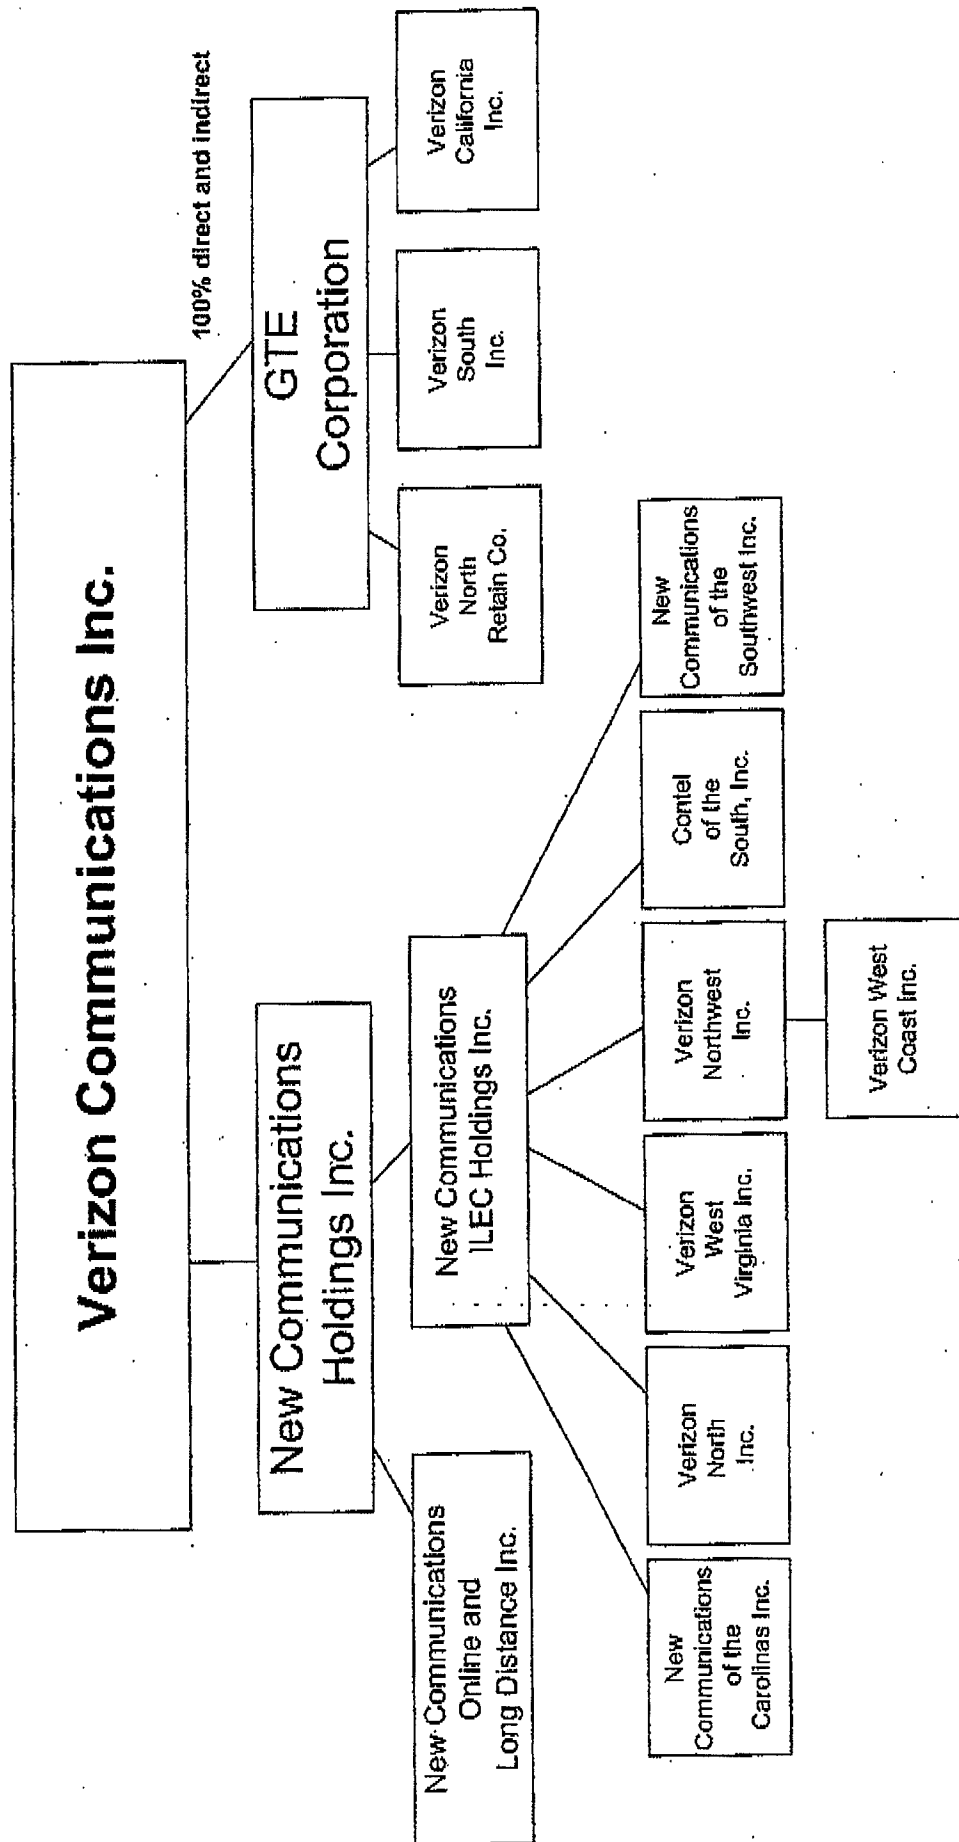 Verizon Communications Inc.
100% direct and indirect
New Communications
Holdings Inc.
GTE
Corporation
New Communications
Online and
Long Distance Inc.
New Communications
ILEC Holdings Inc.
Verizon
North
Retain Co.
Verizon
South
Inc.
Verizon
California
Inc.
New
Communications
of the
Carolinas Inc.
Verizon
North
Inc.
Verizon
West
Virginia Inc.
Verizon
Northwest
Inc.
Contel
of the
South, Inc.
New
Communications
of the
Southwest Inc.
Verizon West
Coast Inc.